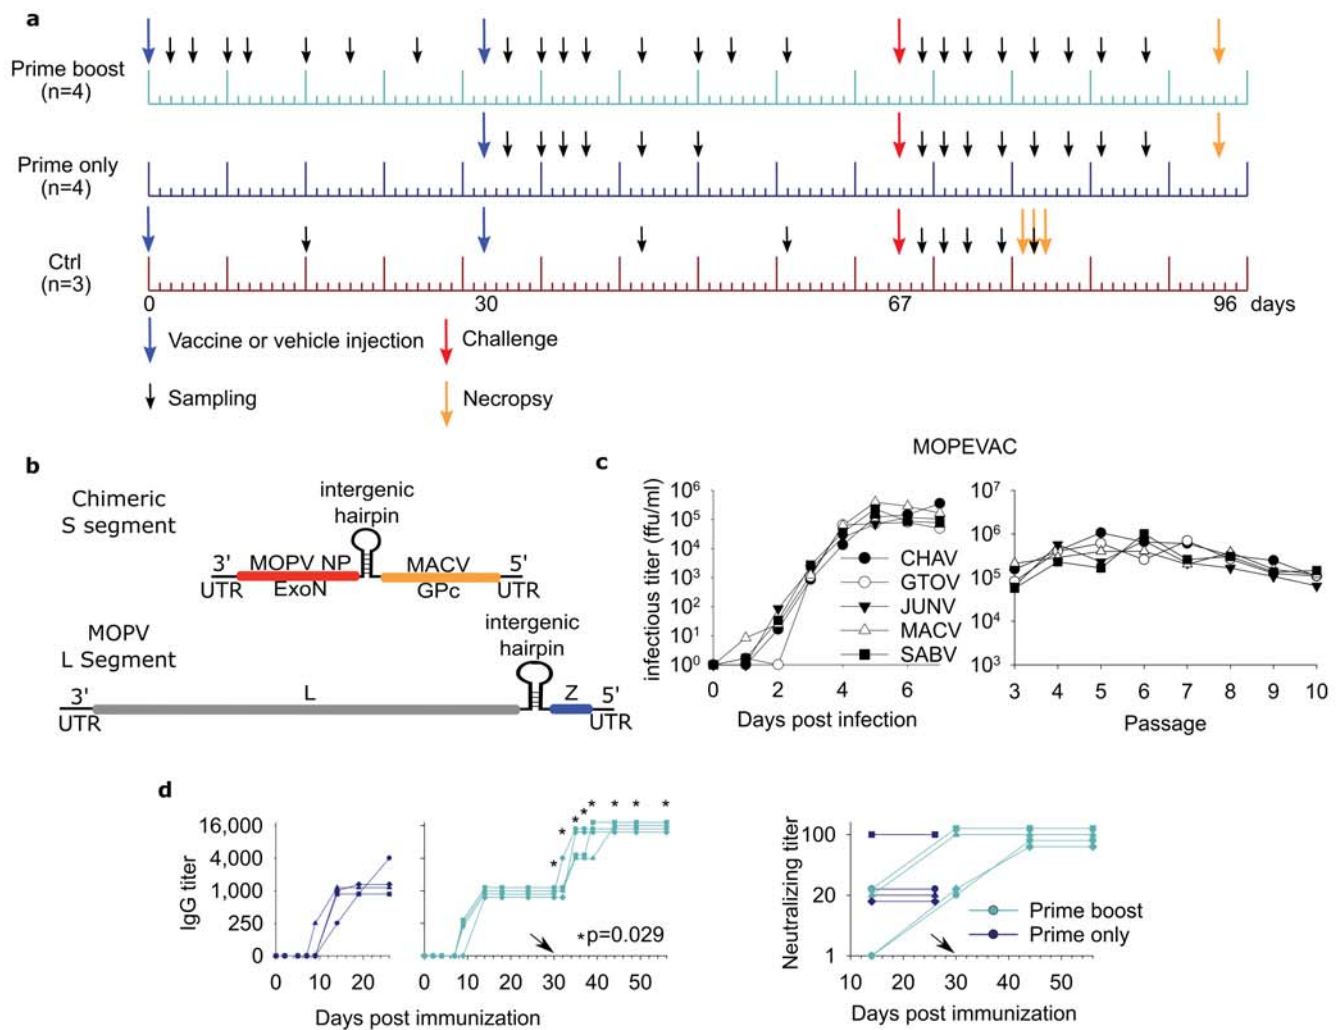 a
Prime boost
(n=4)
Prime only
(n=4)
Ctrl
(n=3)
0 30 67 96 days
Vaccine or vehicle injection
Challenge
Sampling
Necropsy
b
Chimeric
S segment
intergenic
hairpin
3' MOPV NP MACV 5'
UTR ExoN GPc UTR
MOPV
L Segment
intergenic
hairpin
3' L Z 5'
UTR UTR
c
MOPEVAC
infectious titer (ffu/ml)
10⁶
10⁵
10⁴
10³
10²
10¹
10⁰
0 2 4 6
Days post infection
CHAV
GTOV
JUNV
MACV
SABV
10⁷
10⁶
10⁵
10³
3 4 5 6 7 8 9 10
Passage
d
IgG titer
16,000
4,000
1,000
250
0
0 10 20
0 10 20 30 40 50
* * * * * * * *
*p=0.029
Days post immunization
Neutralizing titer
100
20
1
10 20 30 40 50
Prime boost
Prime only
Days post immunization